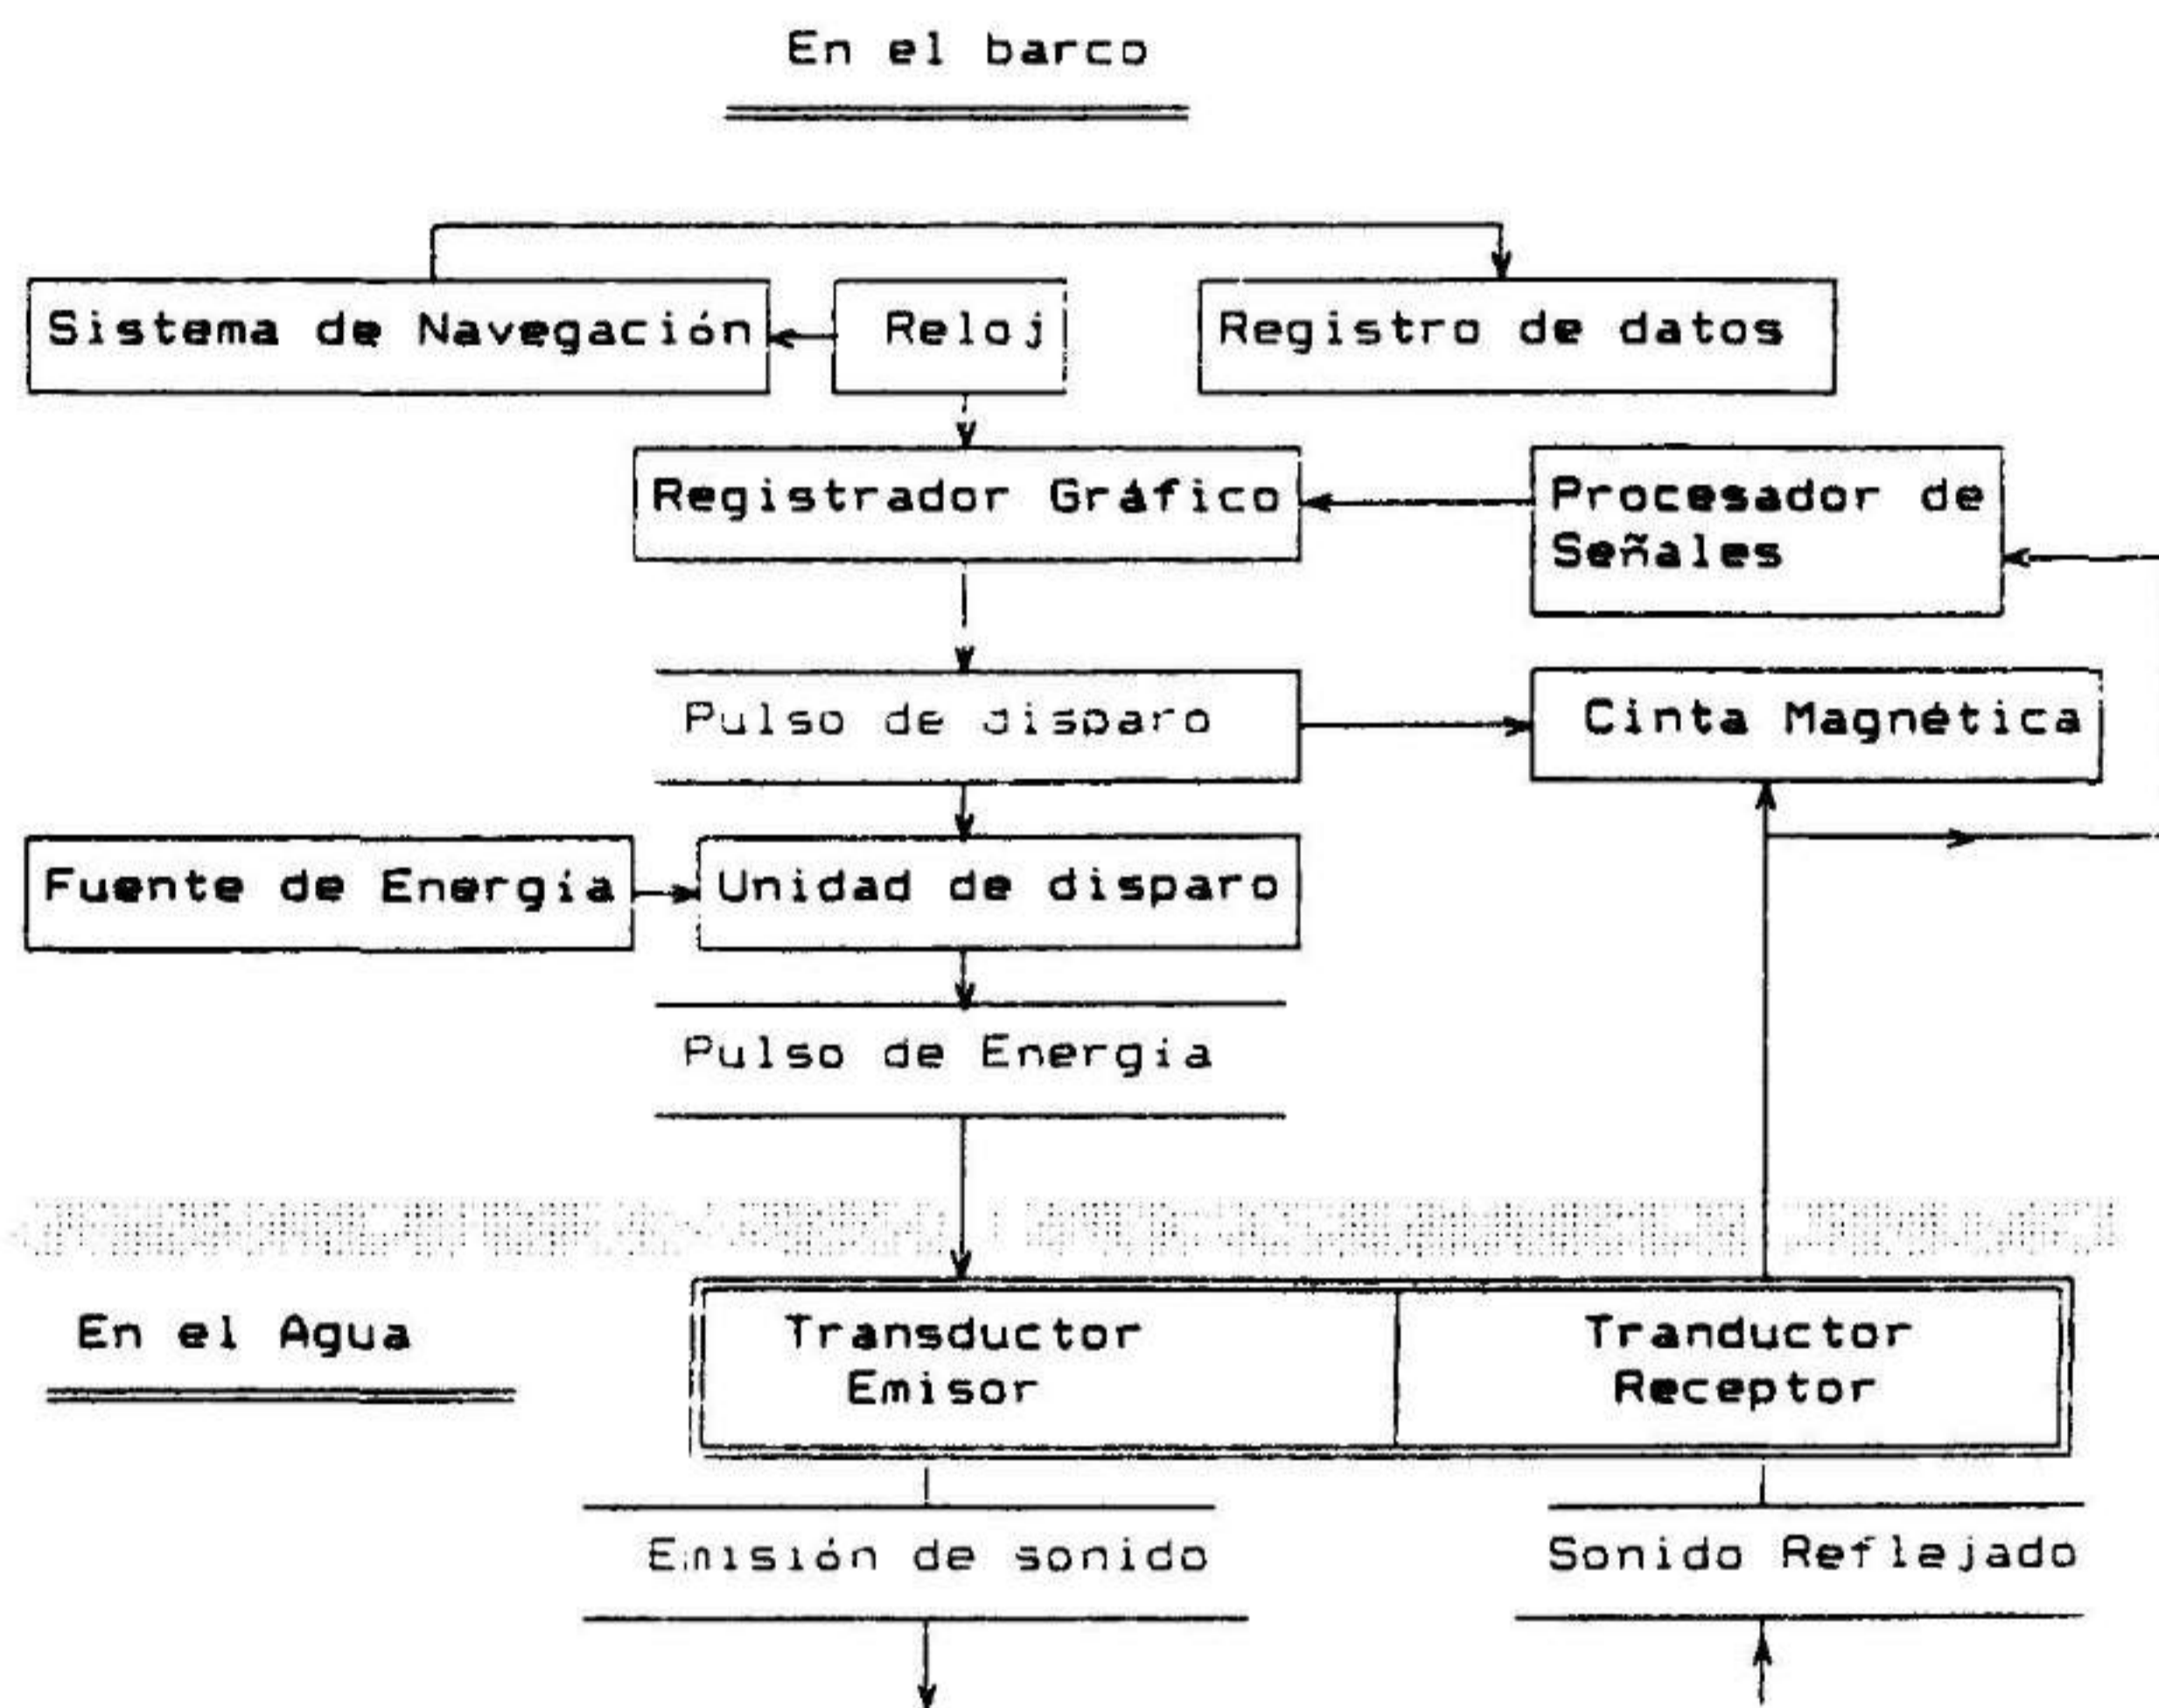 En el barco
Sistema de Navegación
Reloj
Registro de datos
Registrador Gráfico
Procesador de
Señales
Pulso de disparo
Cinta Magnética
Fuente de Energía
Unidad de disparo
Pulso de Energía
En el Agua
Transductor
Emisor
Tranductor
Receptor
Emisión de sonido
Sonido Reflejado